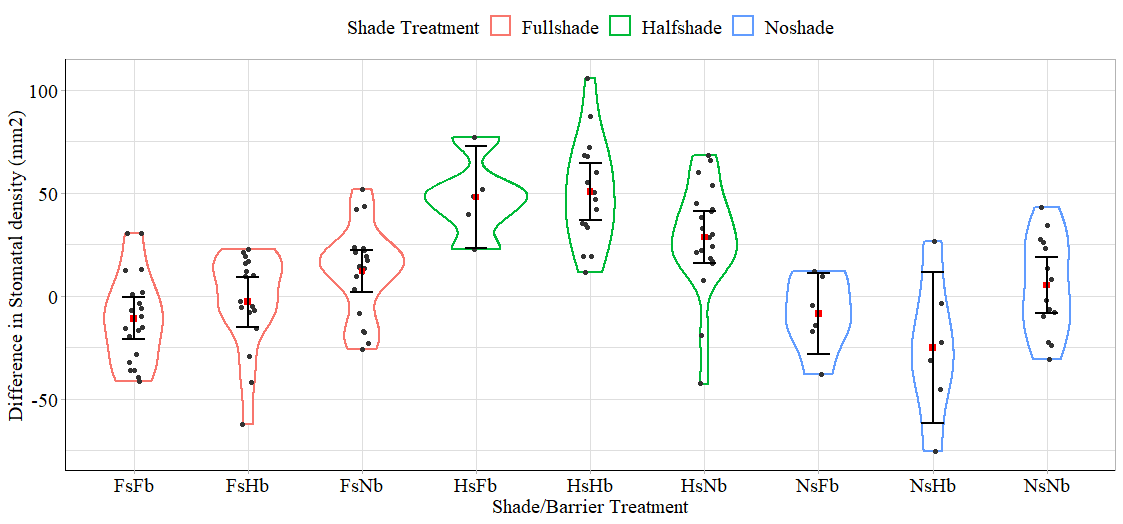 Shade Treatment Fullshade Halfshade Noshade
Difference in Stomatal density (mm2)
100
50
0
-50
FsFb FsHb FsNb HsFb HsHb HsNb NsFb NsHb NsNb
Shade/Barrier Treatment